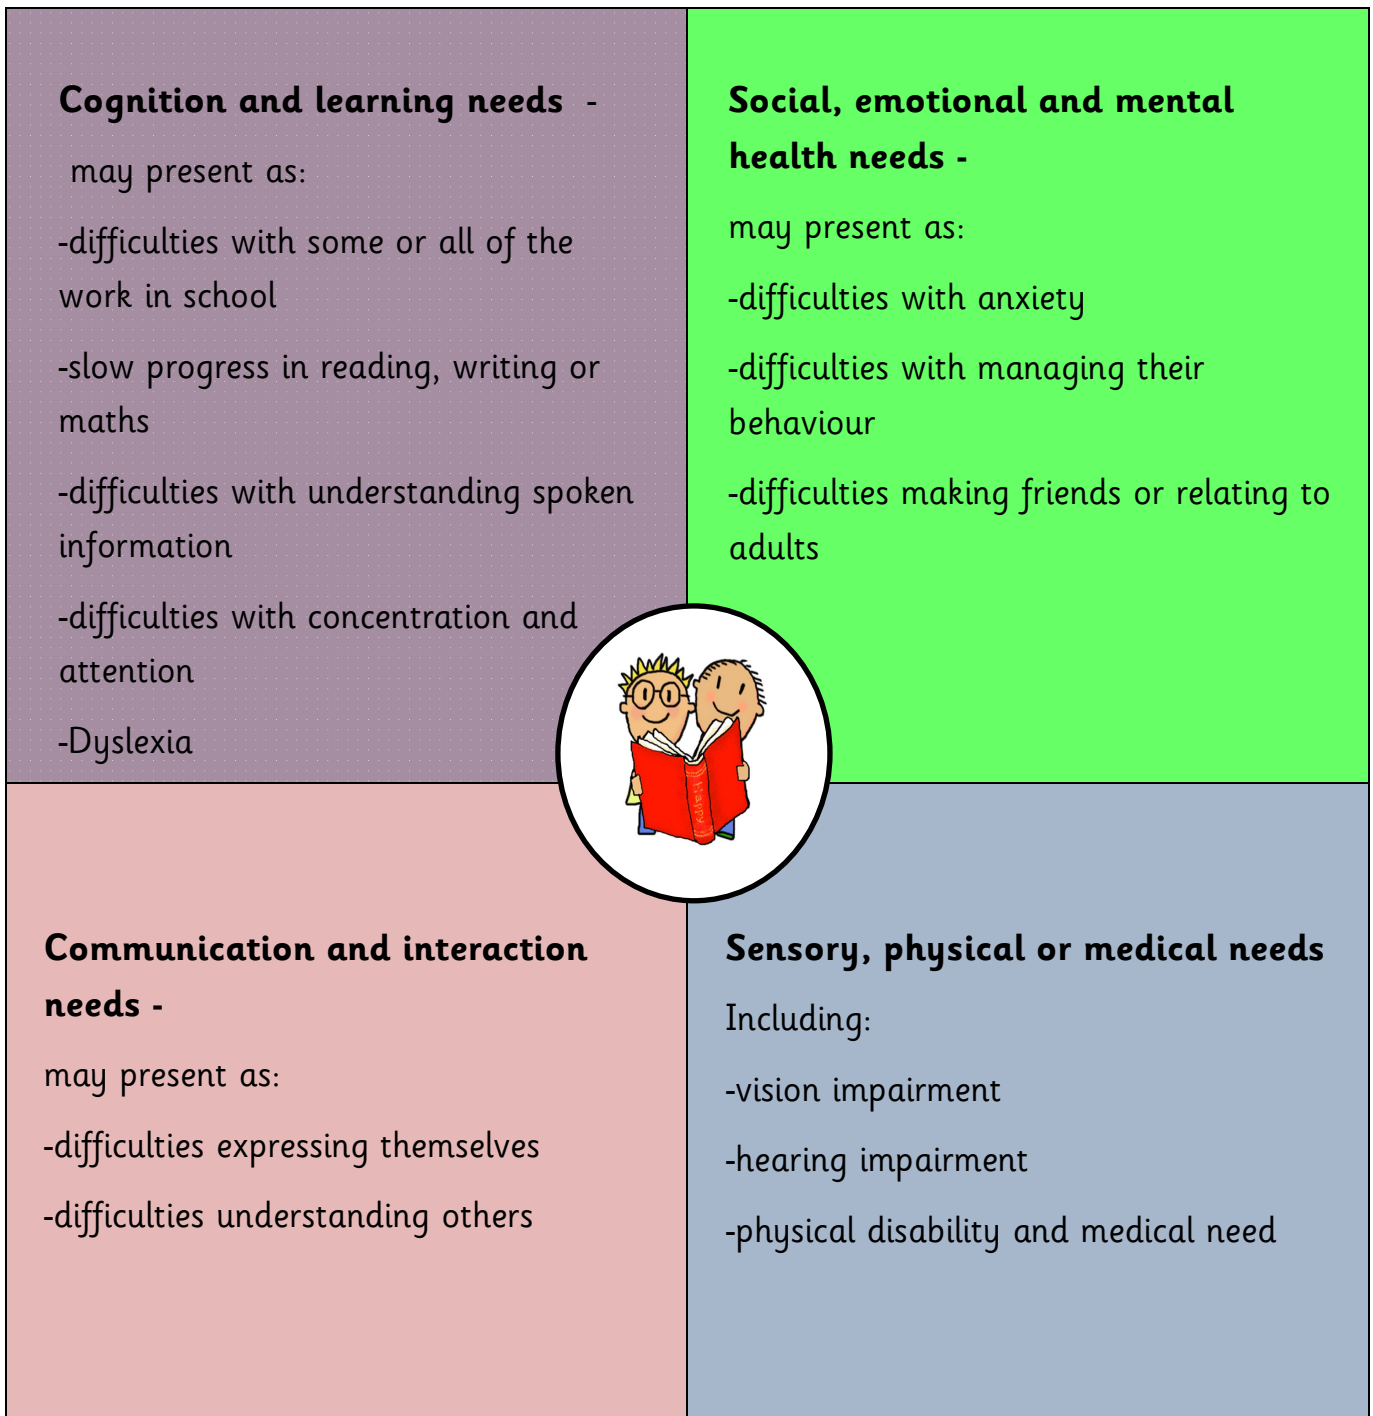 Cognition and learning needs -
may present as:
-difficulties with some or all of the
work in school
-slow progress in reading, writing or
maths
-difficulties with understanding spoken
information
-difficulties with concentration and
attention
-Dyslexia
Social, emotional and mental
health needs -
may present as:
-difficulties with anxiety
-difficulties with managing their
behaviour
-difficulties making friends or relating to
adults
Happy
Communication and interaction
needs -
may present as:
-difficulties expressing themselves
-difficulties understanding others
Sensory, physical or medical needs
Including:
-vision impairment
-hearing impairment
-physical disability and medical need